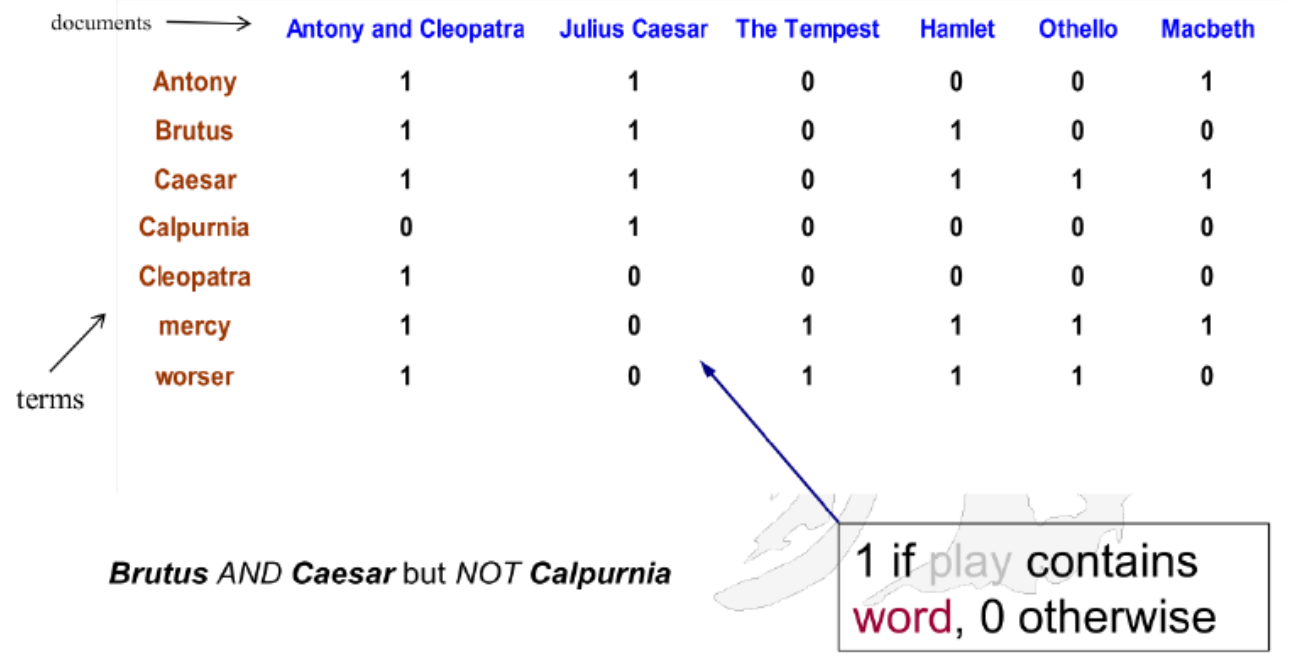 documents Antony and Cleopatra Julius Caesar The Tempest Hamlet Othello Macbeth
Antony 1 1 0 0 0 1
Brutus 1 1 0 1 0 0
Caesar 1 1 0 1 1 1
Calpurnia 0 1 0 0 0 0
Cleopatra 1 0 0 0 0 0
mercy 1 0 1 1 1 1
worser 1 0 1 1 1 0
terms
Brutus AND Caesar but NOT Calpurnia
1 if play contains
word, 0 otherwise